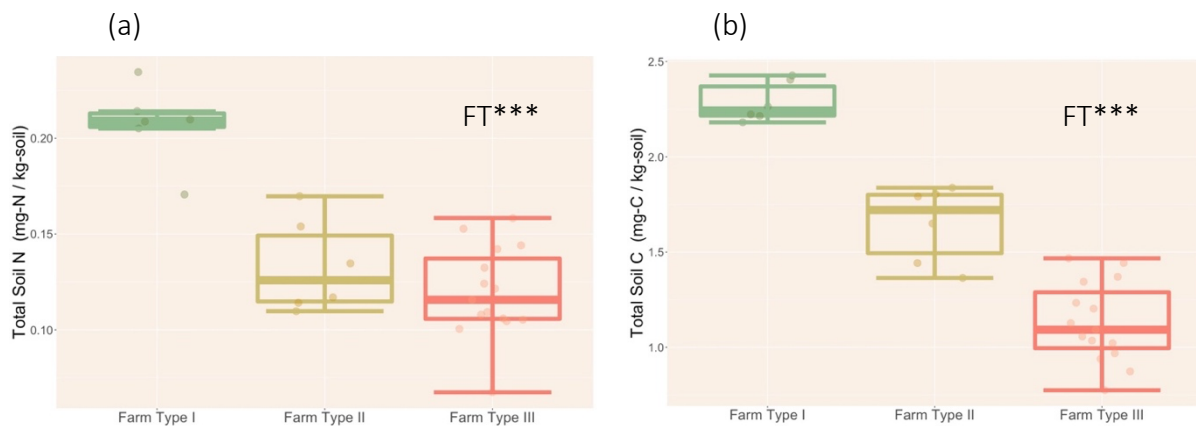 (a)
FT***
Total Soil N (mg-N / kg-soil)
0.20
0.15
0.10
Farm Type I
Farm Type II
Farm Type III
(b)
FT***
Total Soil C (mg-C / kg-soil)
2.5
2.0
1.5
1.0
Farm Type I
Farm Type II
Farm Type III